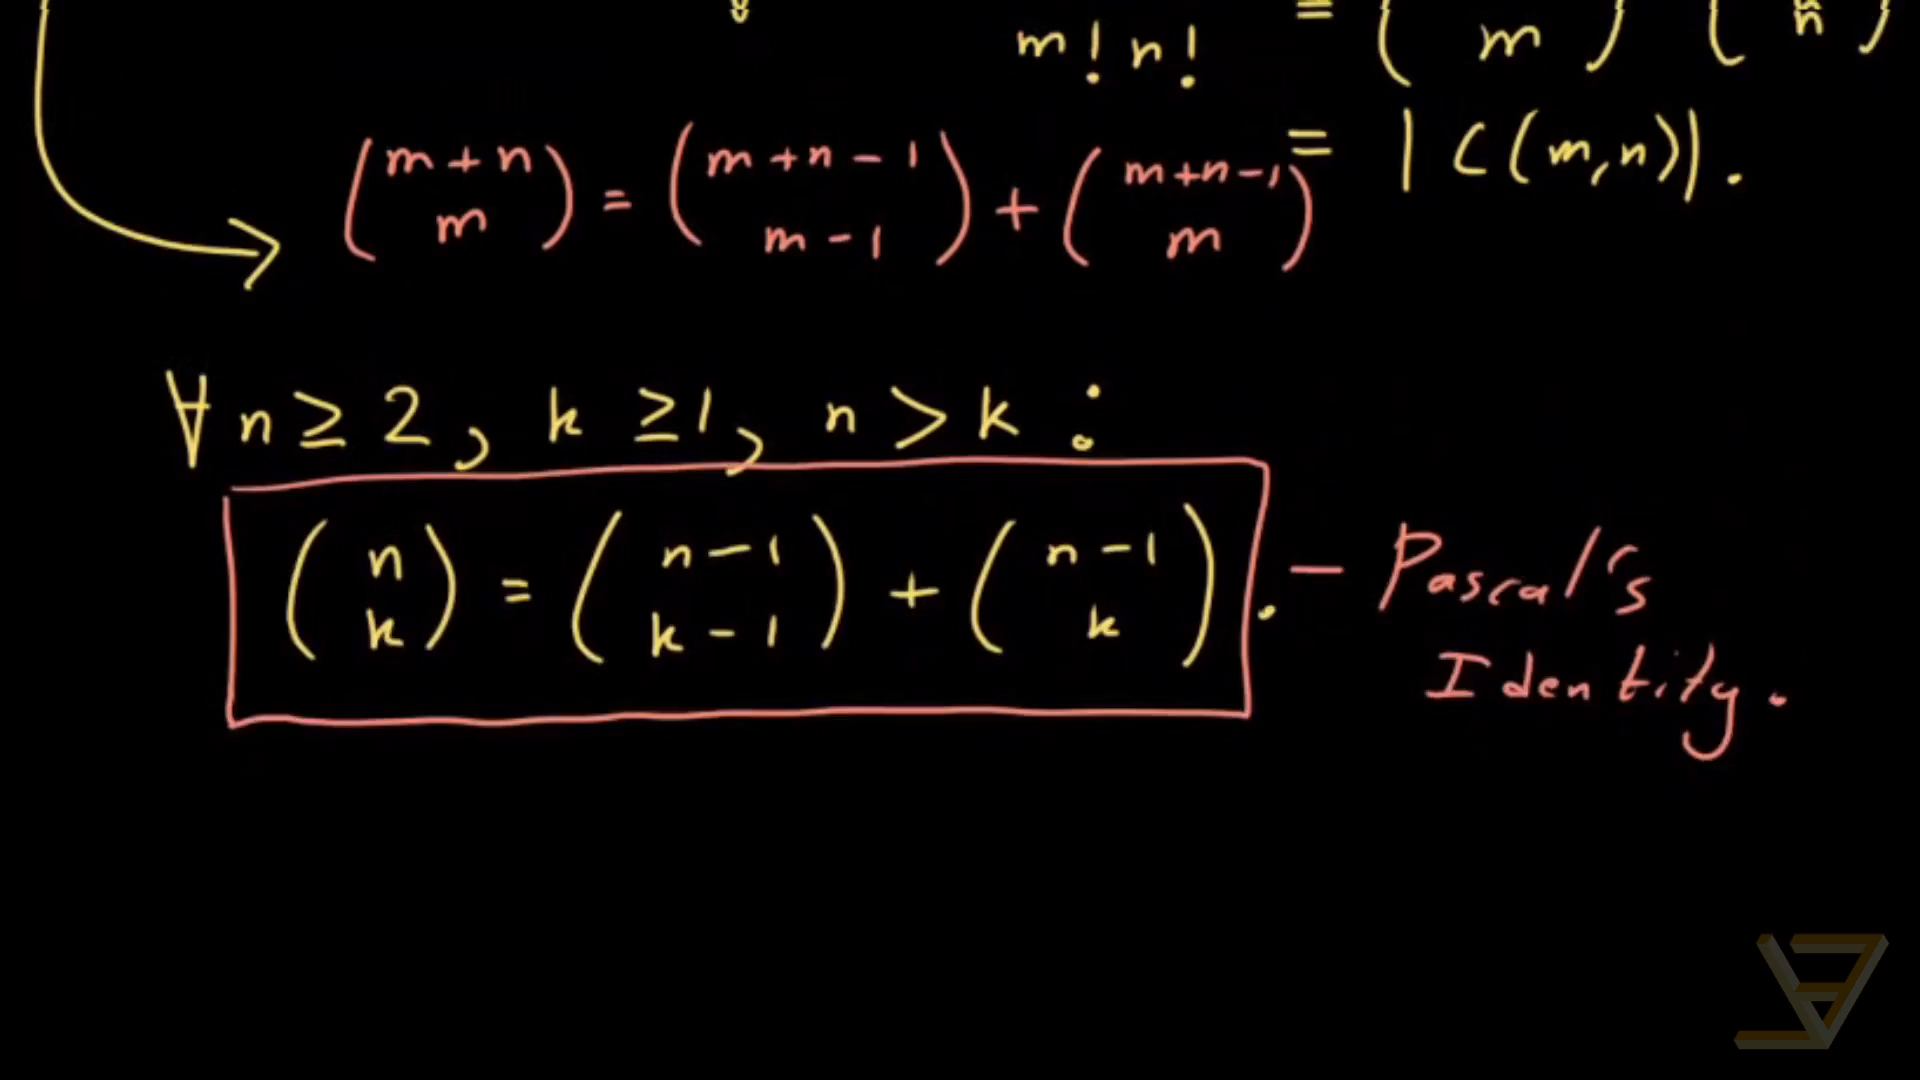 m! n! = (m) (n)
= |C(m,n)|.
(m+n m) = (m+n-1 m-1) + (m+n-1 m)
∀ n ≥ 2, k ≥ 1, n > k :
(n k) = (n-1 k-1) + (n-1 k). — Pascal's
Identity.